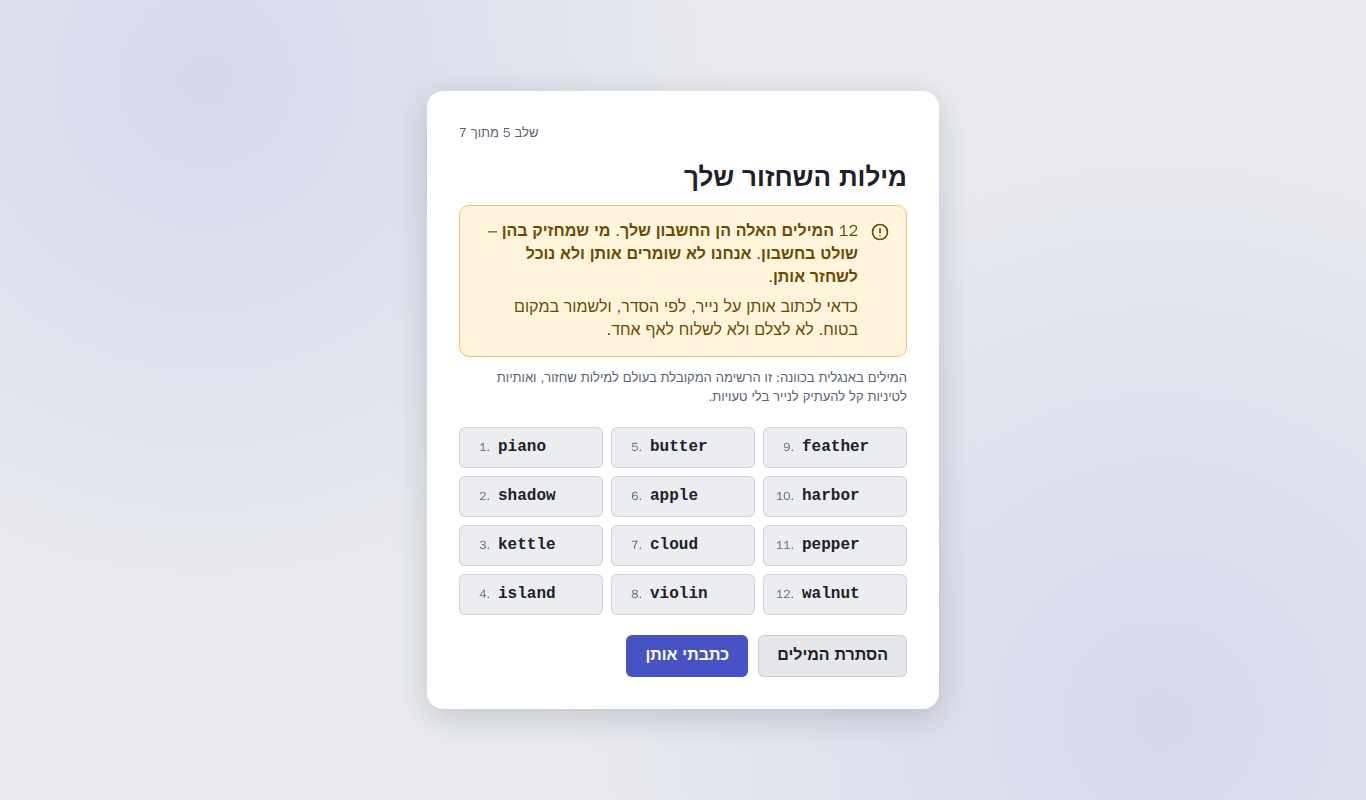 שלב 5 מתוך 7
מילות השחזור שלך
12 המילים האלה הן החשבון שלך. מי שמחזיק בהן –
שולט בחשבון. אנחנו לא שומרים אותן ולא נוכל
לשחזר אותן.
כדאי לכתוב אותן על נייר, לפי הסדר, ולשמור במקום
בטוח. לא לצלם ולא לשלוח לאף אחד.
המילים באנגלית בכוונה: זו הרשימה המקובלת בעולם למילות שחזור, ואותיות
לטיניות קל להעתיק לנייר בלי טעויות.
1. piano
2. shadow
3. kettle
4. island
5. butter
6. apple
7. cloud
8. violin
9. feather
10. harbor
11. pepper
12. walnut
הסתרת המילים
כתבתי אותן